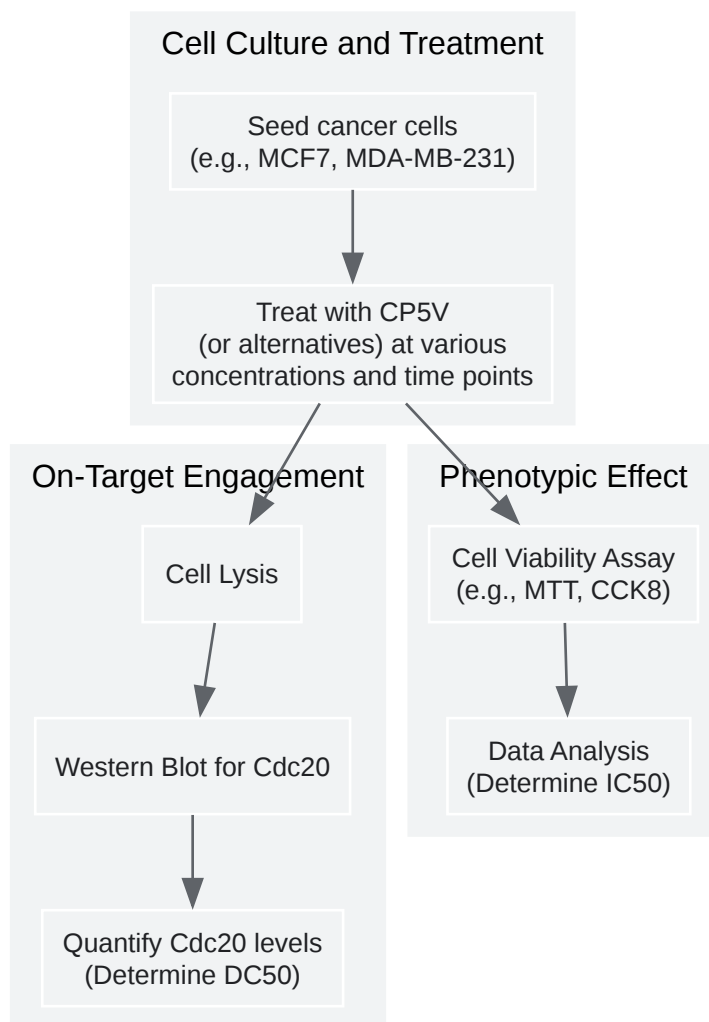 Cell Culture and Treatment
Seed cancer cells
(e.g., MCF7, MDA-MB-231)
Treat with CP5V
(or alternatives) at various
concentrations and time points
On-Target Engagement
Cell Lysis
Western Blot for Cdc20
Quantify Cdc20 levels
(Determine DC50)
Phenotypic Effect
Cell Viability Assay
(e.g., MTT, CCK8)
Data Analysis
(Determine IC50)